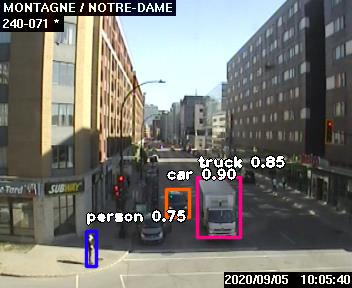 MONTAGNE / NOTRE-DAME
240-071 *
truck 0.85
car 0.90
person 0.75
SUBWAY
2020/09/05 10:05:40